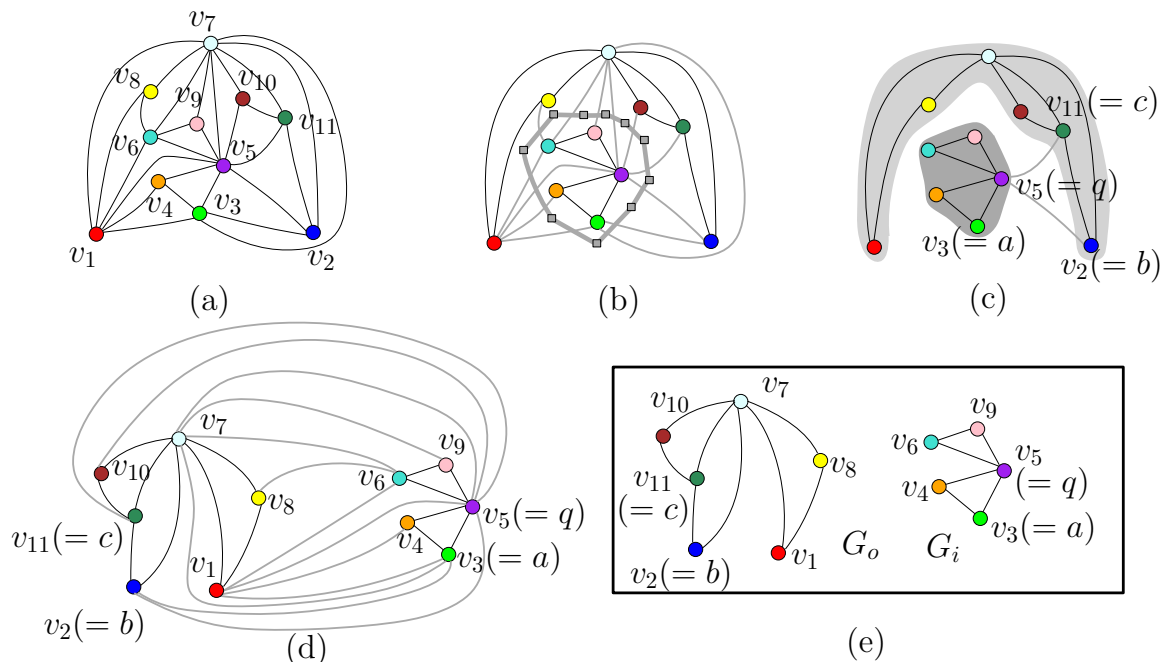 v₇
v₈
v₁₀
v₉
v₁₁
v₆
v₅
v₄
v₃
v₁
v₂
(a)
(b)
v₁₁(= c)
v₅(= q)
v₃(= a)
v₂(= b)
(c)
v₇
v₁₀
v₉
v₆
v₈
v₁₁(= c)
v₅(= q)
v₄
v₁
v₃(= a)
v₂(= b)
(d)
v₇
v₁₀
v₉
v₆
v₈
v₅
v₁₁
(= q)
v₄
(= c)
v₃(= a)
v₁
Gₒ
Gᵢ
v₂(= b)
(e)